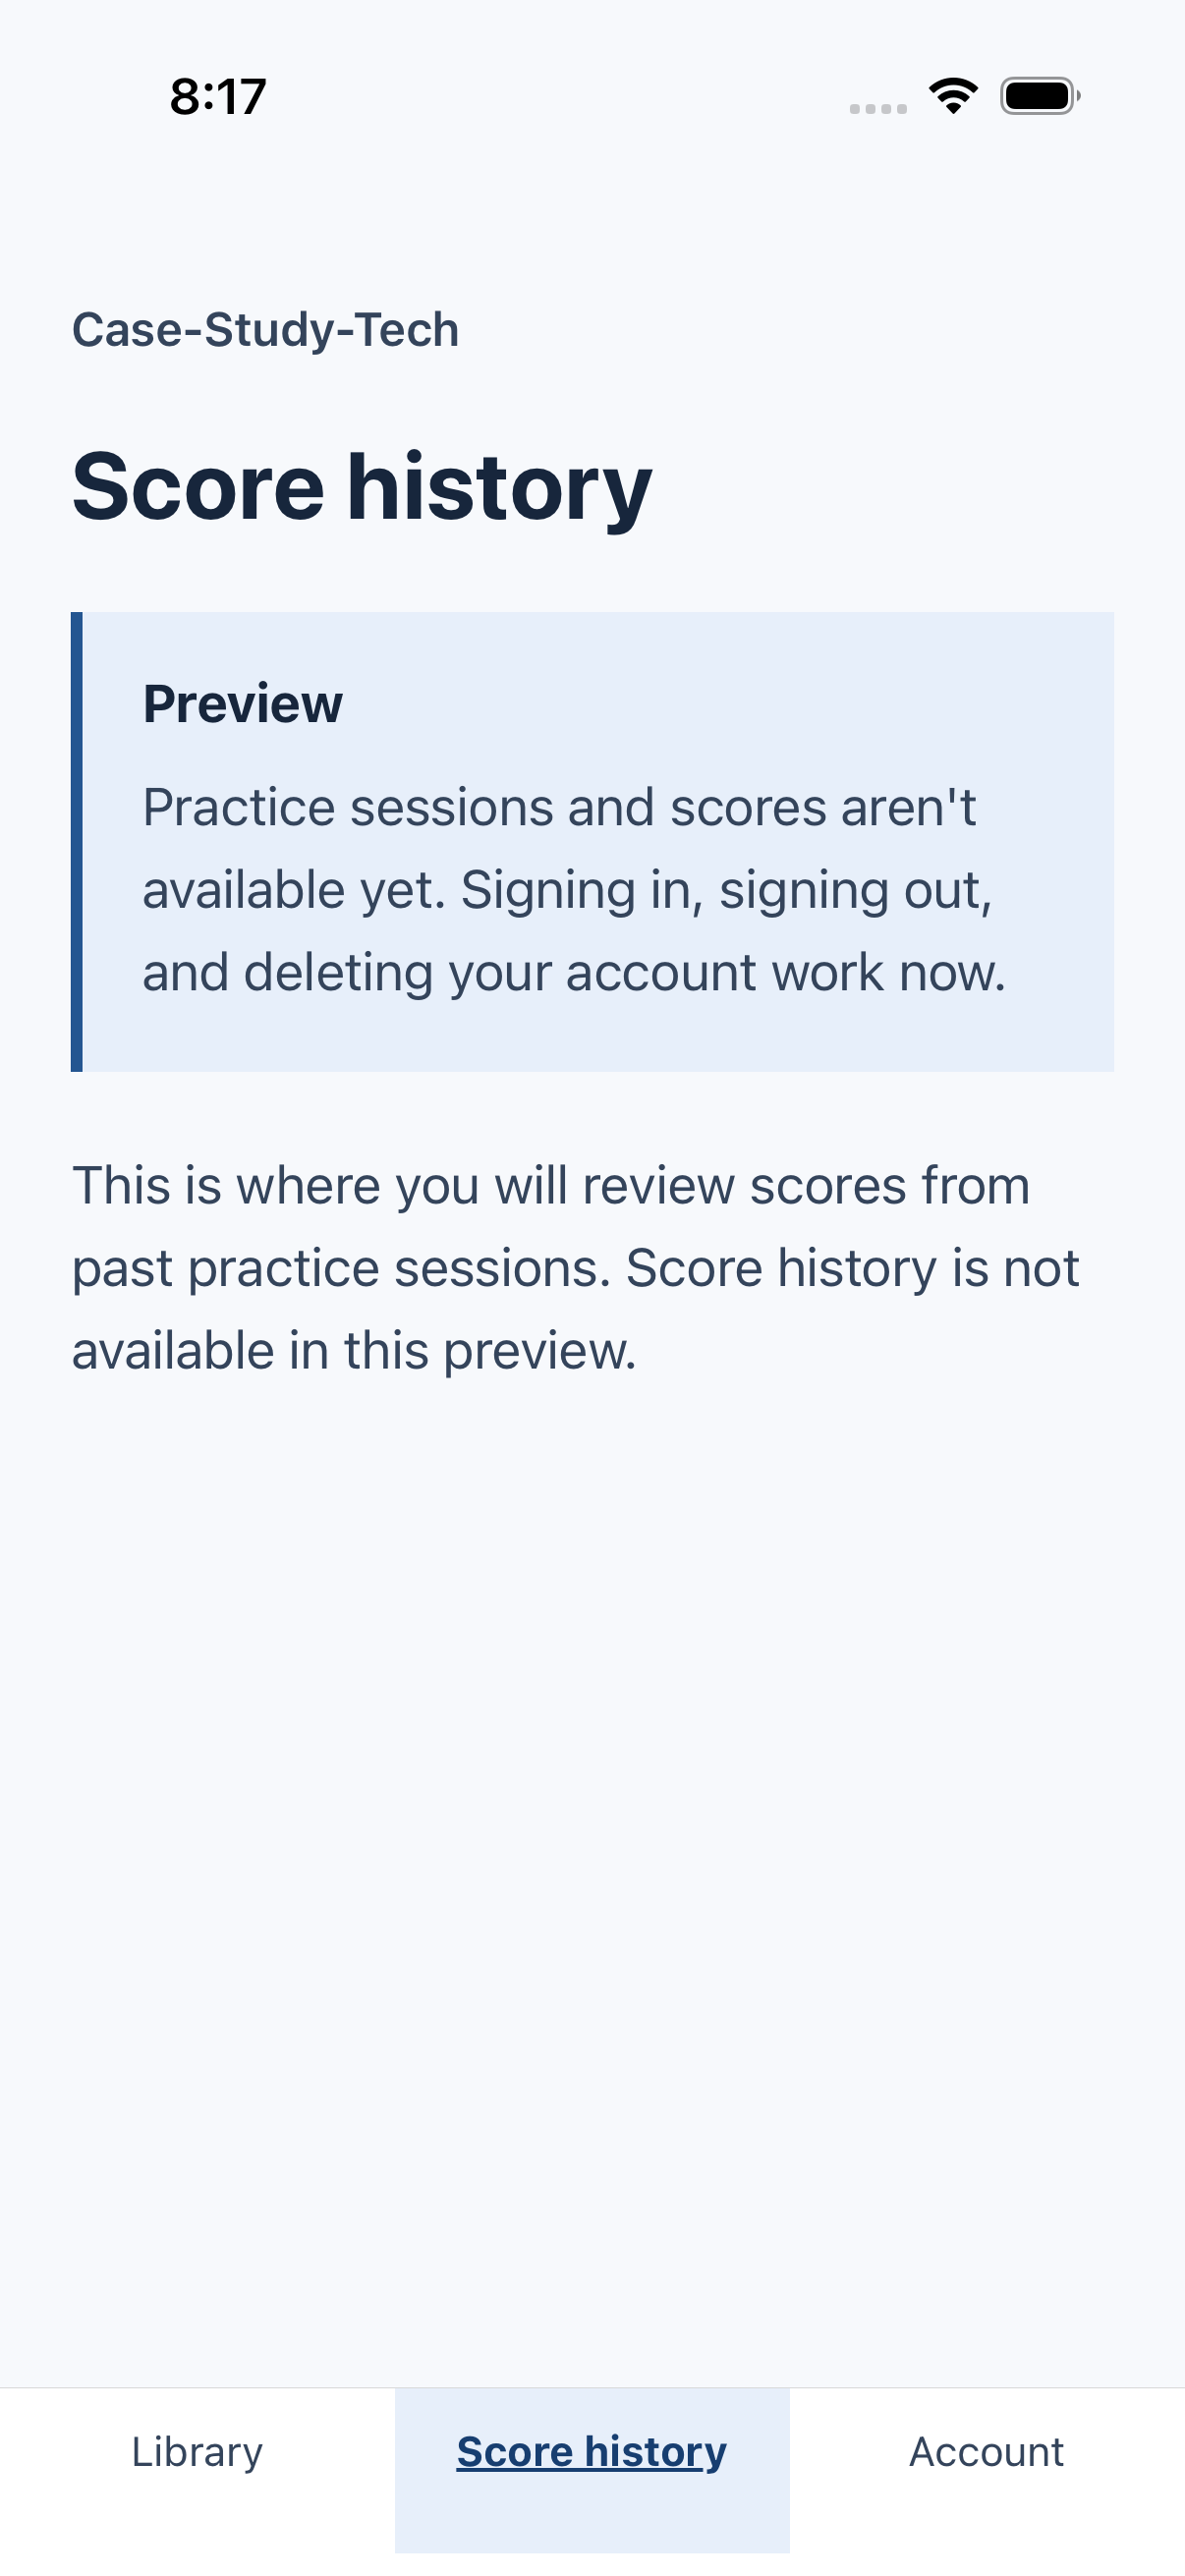 8:17
Case-Study-Tech
Score history
Preview
Practice sessions and scores aren't
available yet. Signing in, signing out,
and deleting your account work now.
This is where you will review scores from
past practice sessions. Score history is not
available in this preview.
Library
Score history
Account